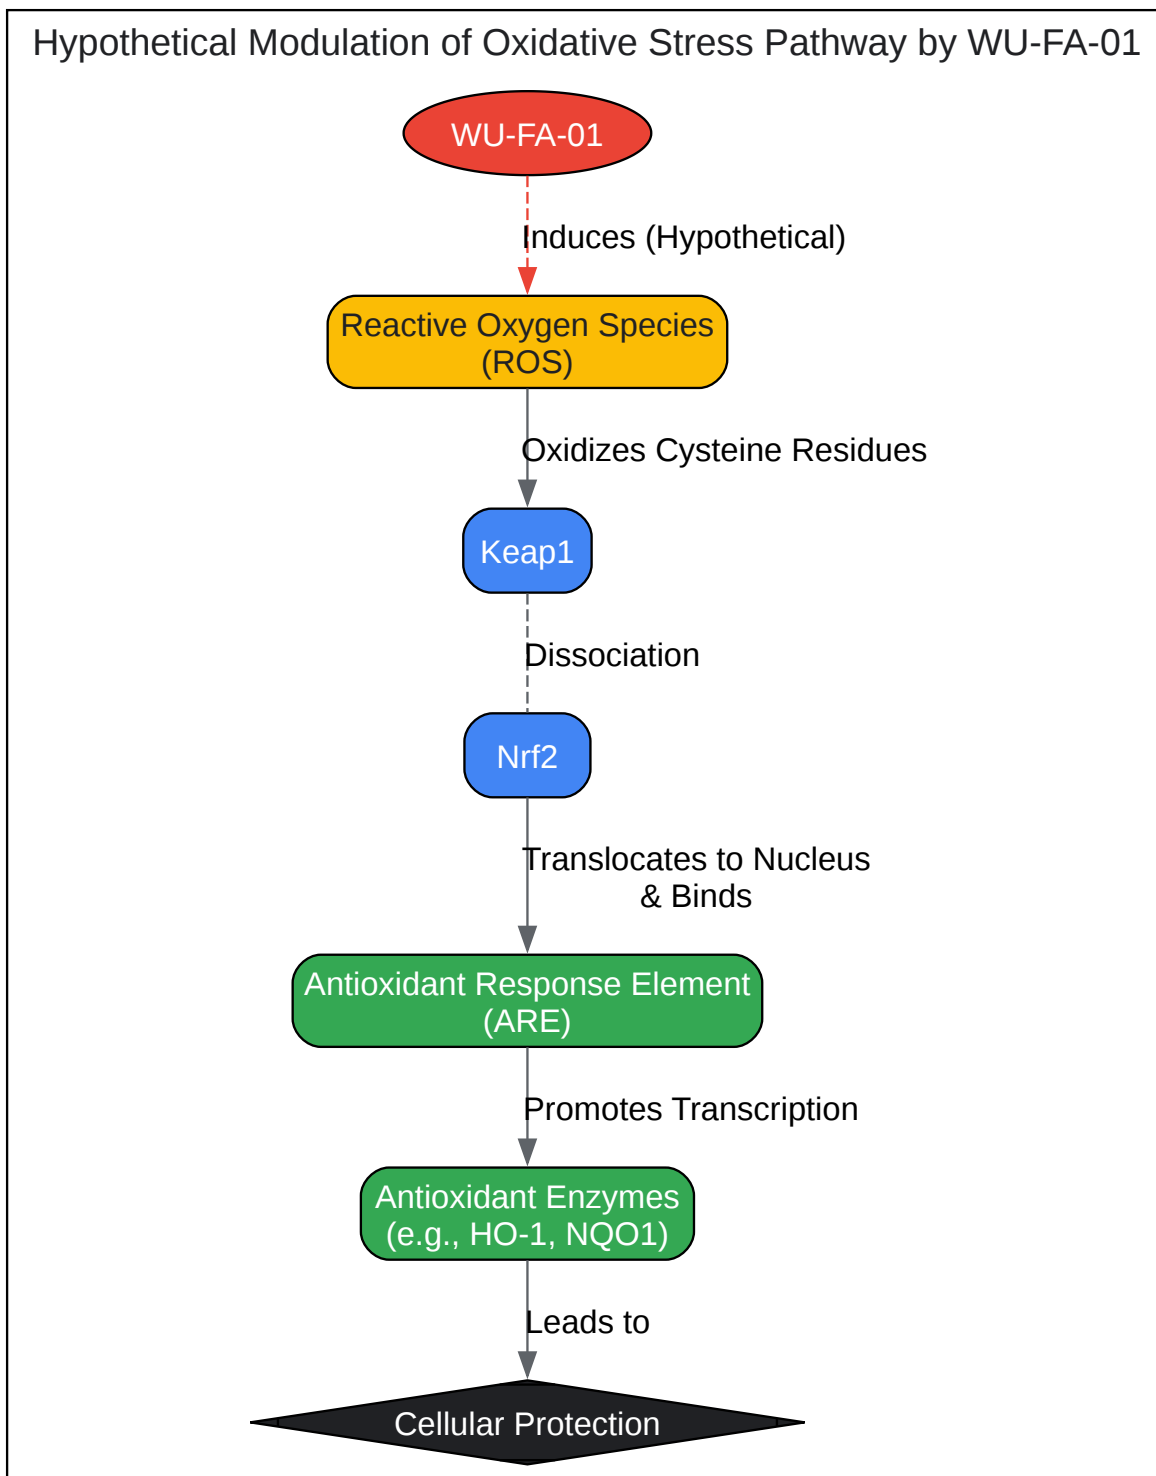 Hypothetical Modulation of Oxidative Stress Pathway by WU-FA-01
WU-FA-01
Induces (Hypothetical)
Reactive Oxygen Species
(ROS)
Oxidizes Cysteine Residues
Keap1
Dissociation
Nrf2
Translocates to Nucleus
& Binds
Antioxidant Response Element
(ARE)
Promotes Transcription
Antioxidant Enzymes
(e.g., HO-1, NQO1)
Leads to
Cellular Protection